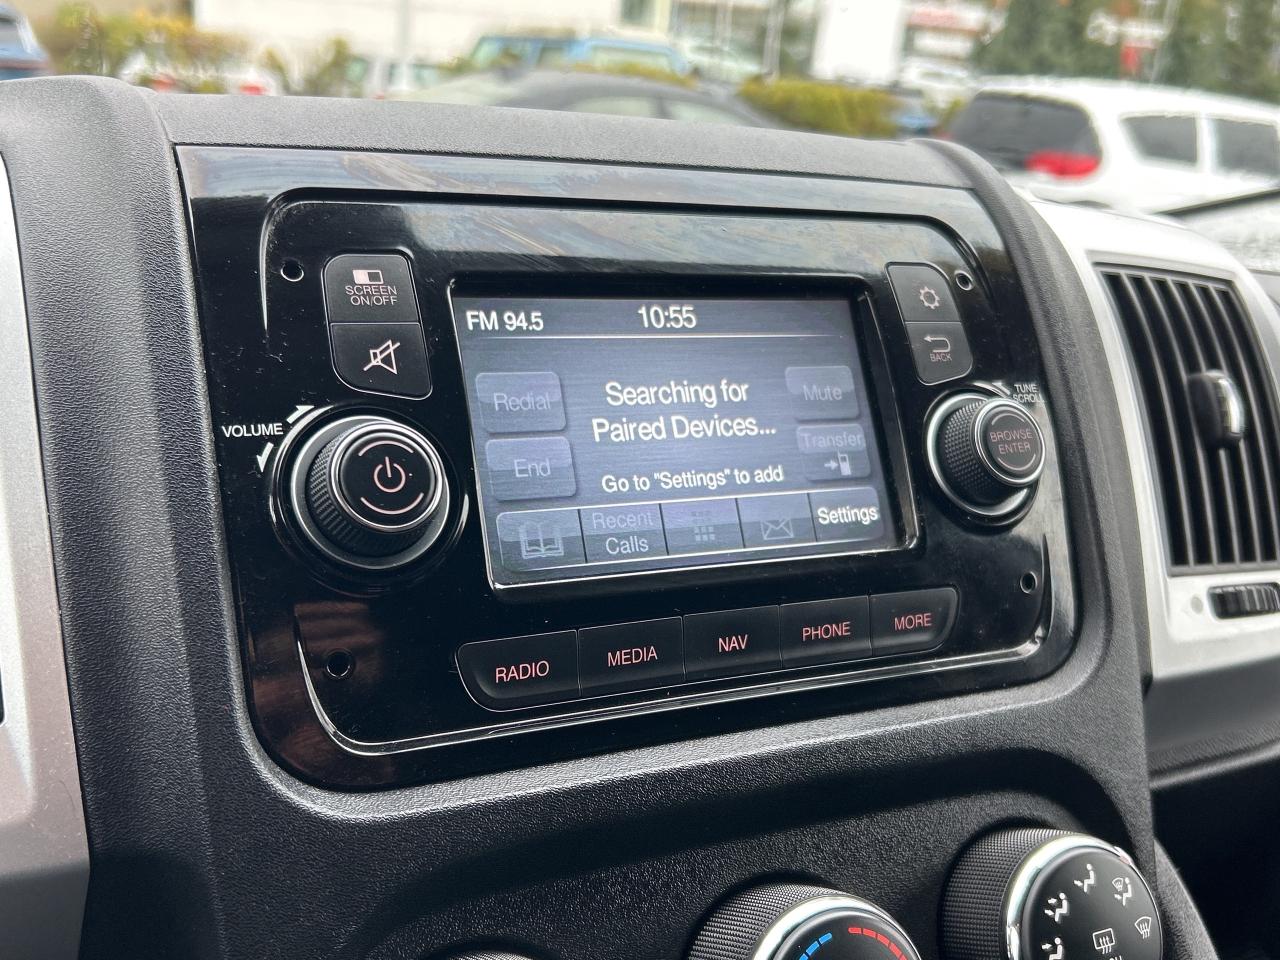 SCREEN
ON/OFF
VOLUME
FM 94.5
10:55
Redial
Searching for
Paired Devices...
Mute
End
Transfer
Go to "Settings" to add
Recent
Calls
Settings
BACK
TUNE
SCROLL
BROWSE
ENTER
RADIO
MEDIA
NAV
PHONE
MORE